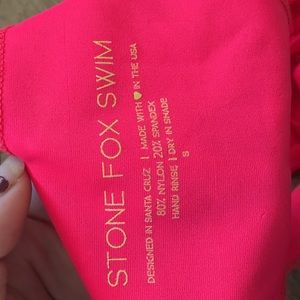 STONE FOX SWIM
DESIGNED IN SANTA CRUZ | MADE WITH ♥ IN THE USA
80% NYLON 20% SPANDEX
HAND RINSE | DRY IN SHADE
S